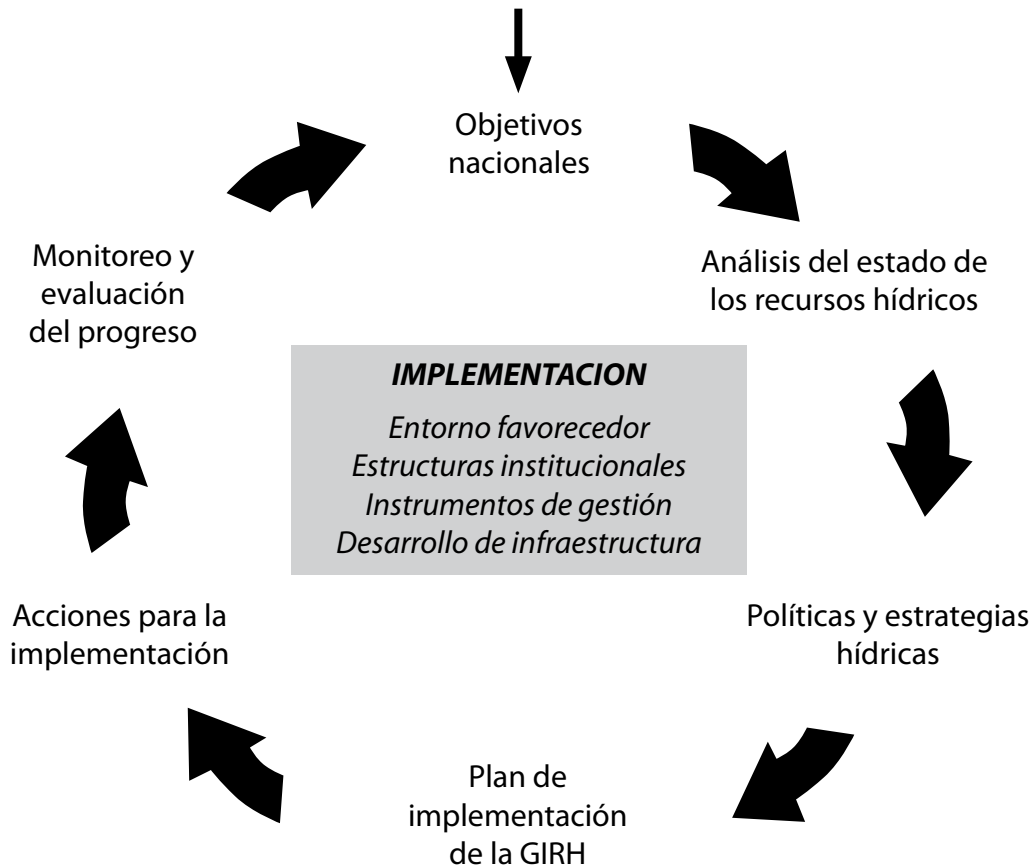 Objetivos
nacionales
Análisis del estado de
los recursos hídricos
Políticas y estrategias
hídricas
Plan de
implementación
de la GIRH
Acciones para la
implementación
Monitoreo y
evaluación
del progreso
IMPLEMENTACION
Entorno favorecedor
Estructuras institucionales
Instrumentos de gestión
Desarrollo de infraestructura